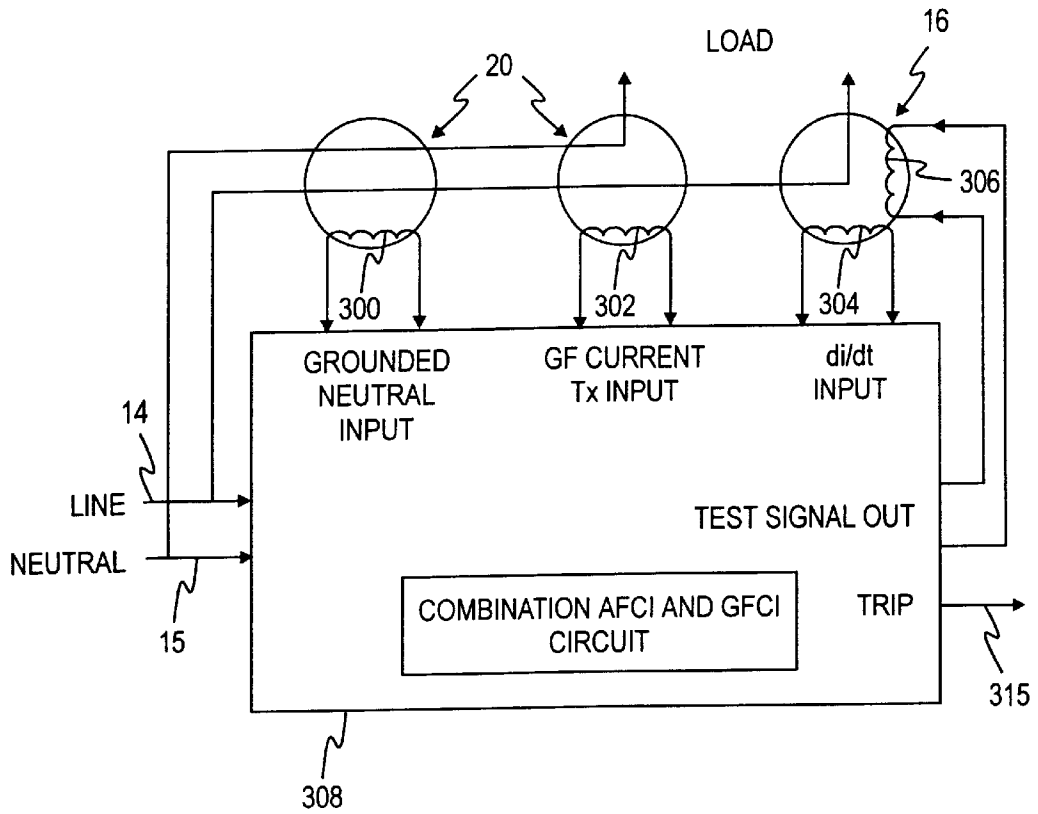 LOAD
16
20
306
300
302
304
GROUNDED
NEUTRAL
INPUT
GF CURRENT
Tx INPUT
di/dt
INPUT
14
LINE
TEST SIGNAL OUT
NEUTRAL
15
COMBINATION AFCI AND GFCI
CIRCUIT
TRIP
315
308